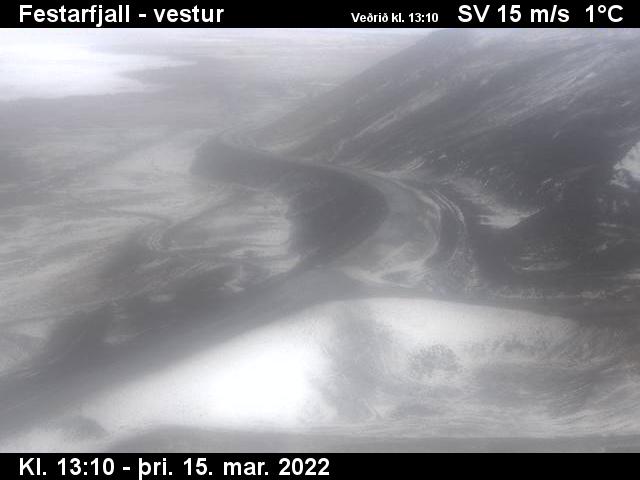 Festarfjall - vestur Veðrið kl. 13:10 SV 15 m/s 1°C
Kl. 13:10 - þri. 15. mar. 2022